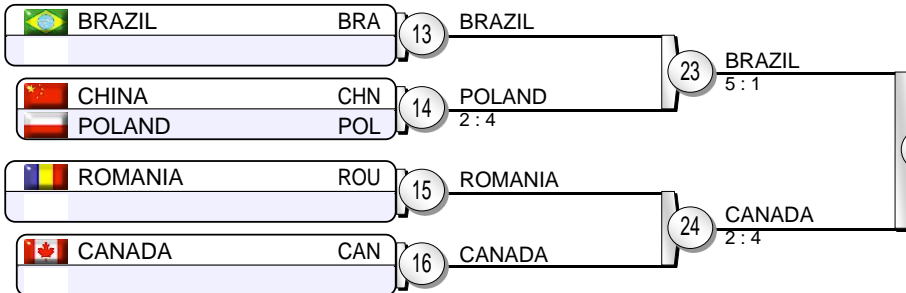 BRAZIL BRA
13
BRAZIL
CHINA CHN
POLAND POL
14
POLAND
2 : 4
23
BRAZIL
5 : 1
ROMANIA ROU
15
ROMANIA
CANADA CAN
16
CANADA
24
CANADA
2 : 4